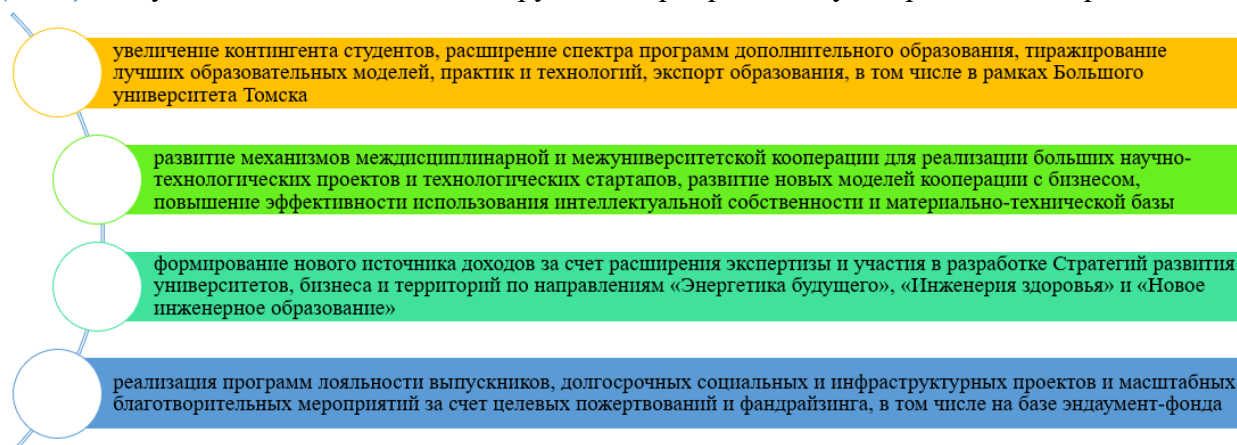 увеличение контингента студентов, расширение спектра программ дополнительного образования, тиражирование
лучших образовательных моделей, практик и технологий, экспорт образования, в том числе в рамках Большого
университета Томска
развитие механизмов междисциплинарной и межуниверситетской кооперации для реализации больших научно-
технологических проектов и технологических стартапов, развитие новых моделей кооперации с бизнесом,
повышение эффективности использования интеллектуальной собственности и материально-технической базы
формирование нового источника доходов за счет расширения экспертизы и участия в разработке Стратегий развития
университетов, бизнеса и территорий по направлениям «Энергетика будущего», «Инженерия здоровья» и «Новое
инженерное образование»
реализация программ лояльности выпускников, долгосрочных социальных и инфраструктурных проектов и масштабных
благотворительных мероприятий за счет целевых пожертвований и фандрайзинга, в том числе на базе эндаумент-фонда